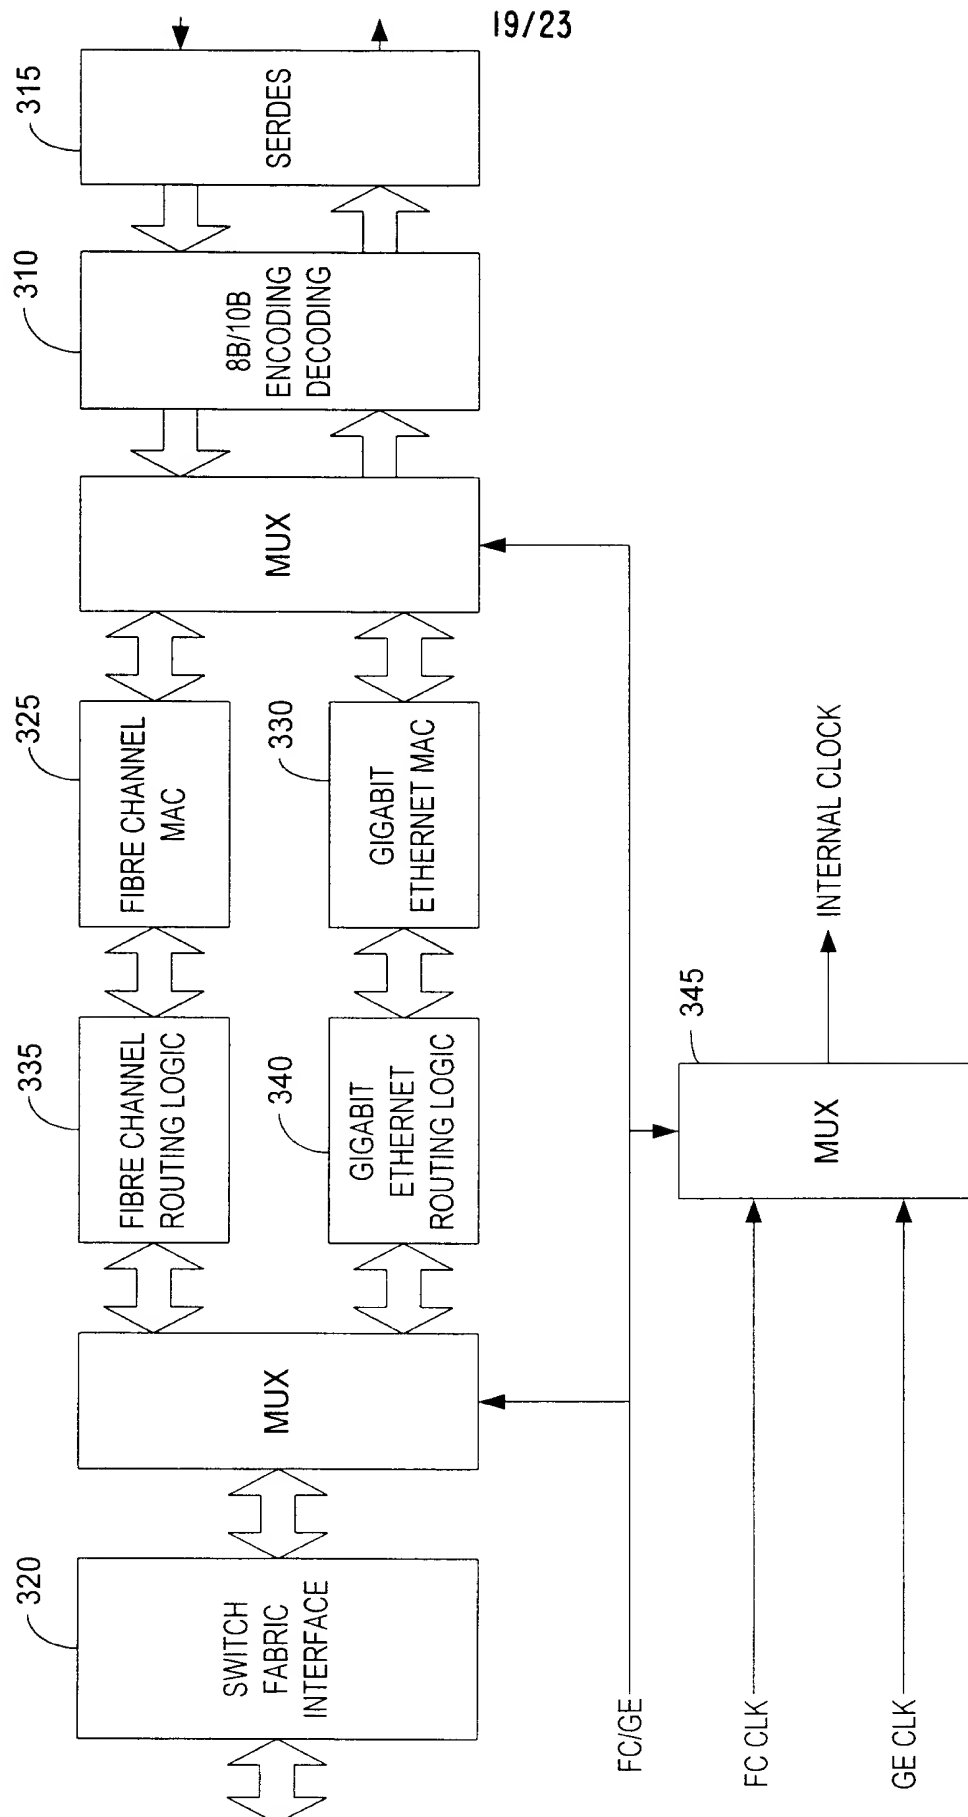 19/23
315
SERDES
310
8B/10B
ENCODING
DECODING
MUX
325
FIBRE CHANNEL
MAC
330
GIGABIT
ETHERNET MAC
335
FIBRE CHANNEL
ROUTING LOGIC
340
GIGABIT
ETHERNET
ROUTING LOGIC
MUX
320
SWITCH
FABRIC
INTERFACE
FC/GE
FC CLK
GE CLK
345
MUX
INTERNAL CLOCK